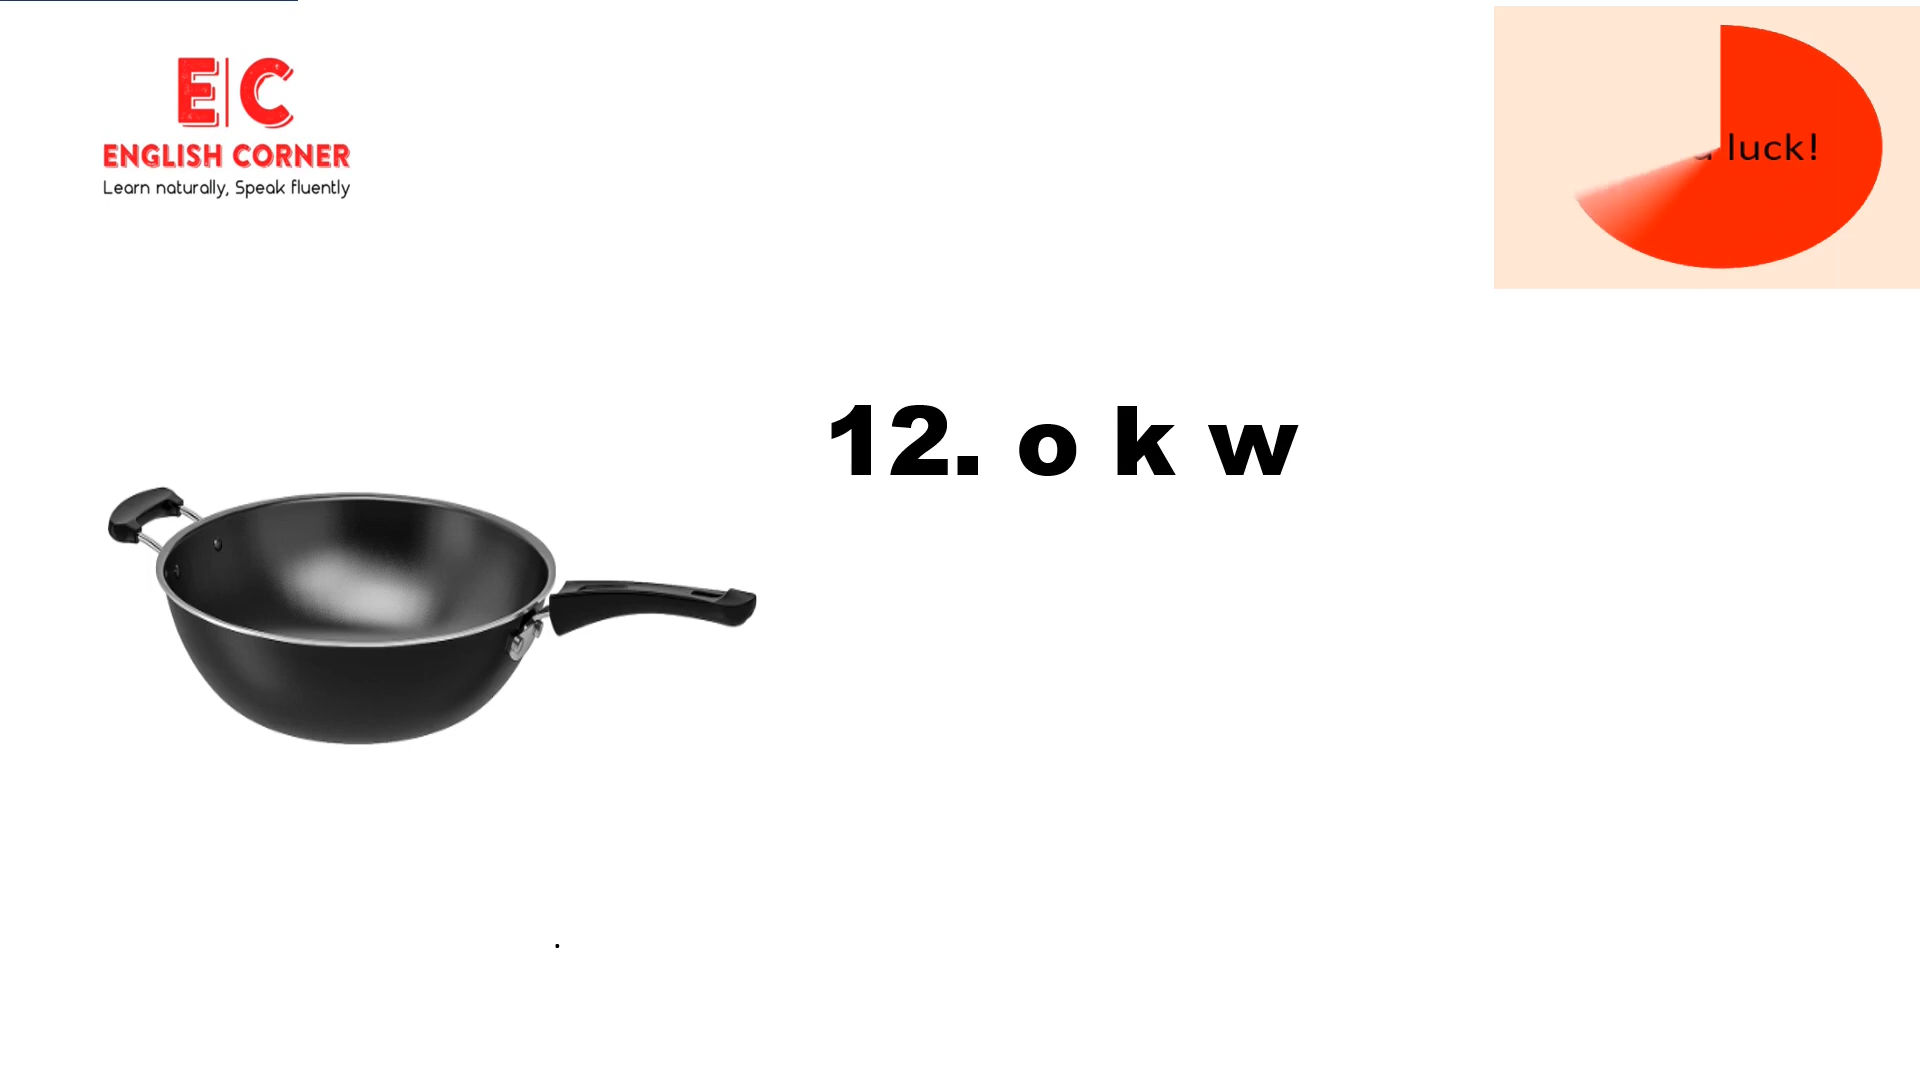 E|C
ENGLISH CORNER
Learn naturally, Speak fluently
luck!
12. o k w
.